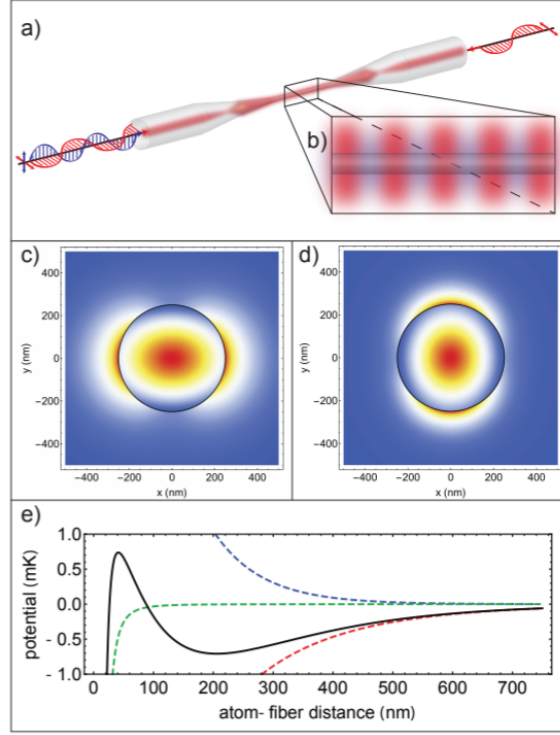 a)
b)
c)
d)
400
200
0
-200
-400
y (nm)
-400 -200 0 200 400
x (nm)
400
200
0
-200
-400
y (nm)
-400 -200 0 200 400
x (nm)
e)
1.0
0.5
0.0
- 0.5
- 1.0
potential (mK)
0 100 200 300 400 500 600 700
atom- fiber distance (nm)